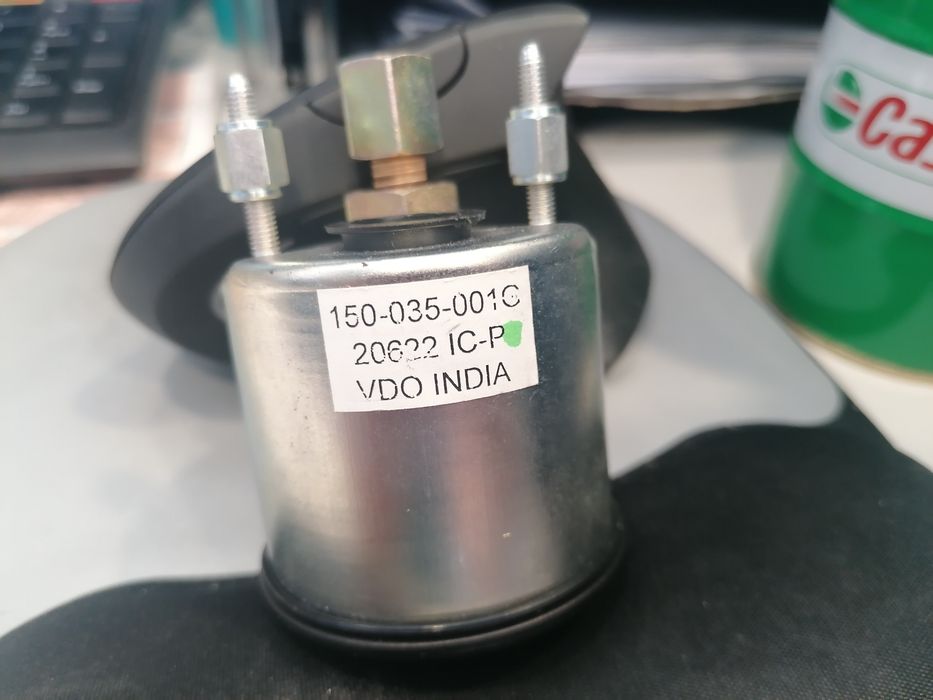 150-035-001C
20622 IC-P
VDO INDIA